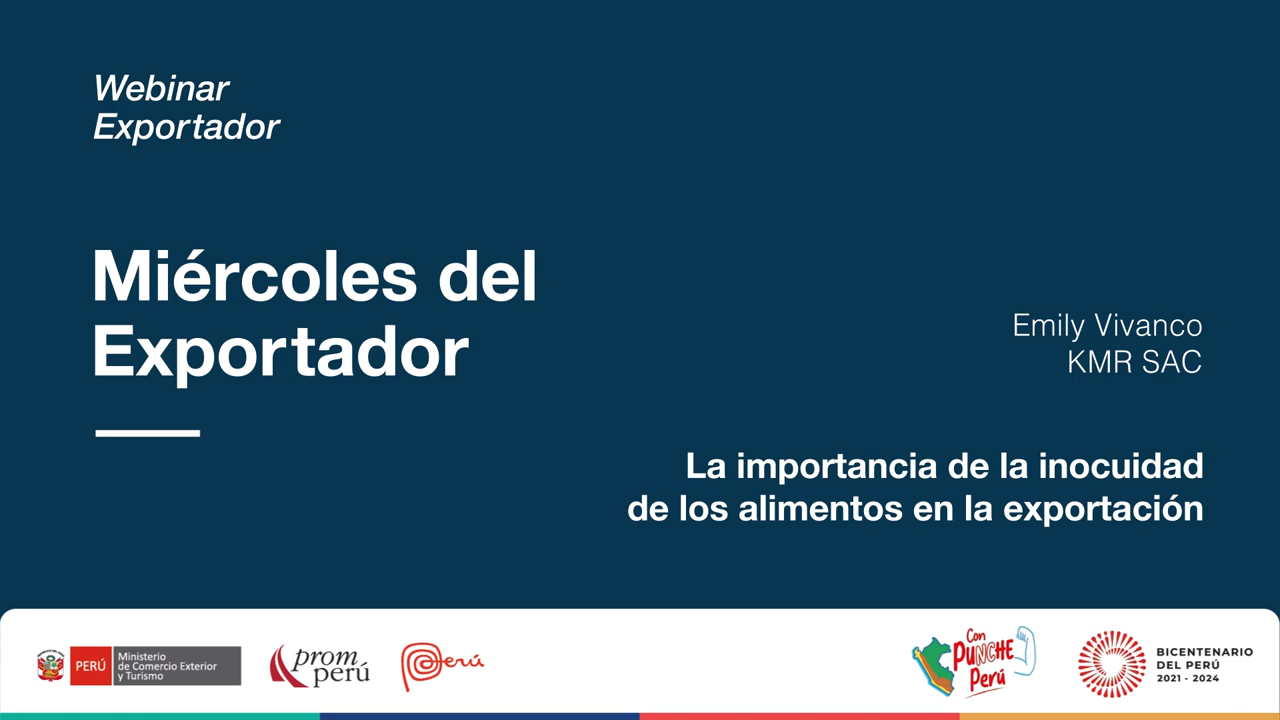 Webinar
Exportador
Miércoles del
Exportador
Emily Vivanco
KMR SAC
La importancia de la inocuidad
de los alimentos en la exportación
PERÚ
Ministerio
de Comercio Exterior
y Turismo
prom
perú
Perú
Con
PUNCHE
Perú
BICENTENARIO
DEL PERÚ
2021 - 2024